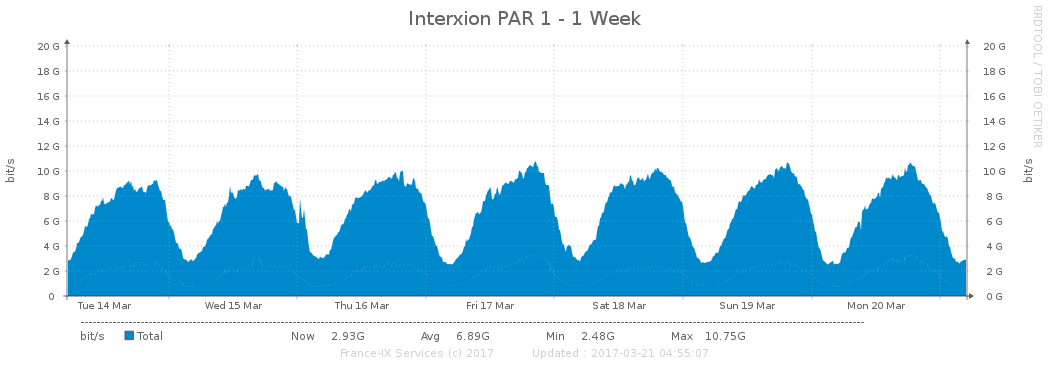 Interxion PAR 1 - 1 Week
RRDTOOL / TOBI OETIKER
bit/s
bit/s
20 G 20 G
18 G 18 G
16 G 16 G
14 G 14 G
12 G 12 G
10 G 10 G
8 G 8 G
6 G 6 G
4 G 4 G
2 G 2 G
0 0 G
Tue 14 Mar Wed 15 Mar Thu 16 Mar Fri 17 Mar Sat 18 Mar Sun 19 Mar Mon 20 Mar
bit/s Total Now 2.93G Avg 6.89G Min 2.48G Max 10.75G
France-IX Services (c) 2017 Updated : 2017-03-21 04:55:07